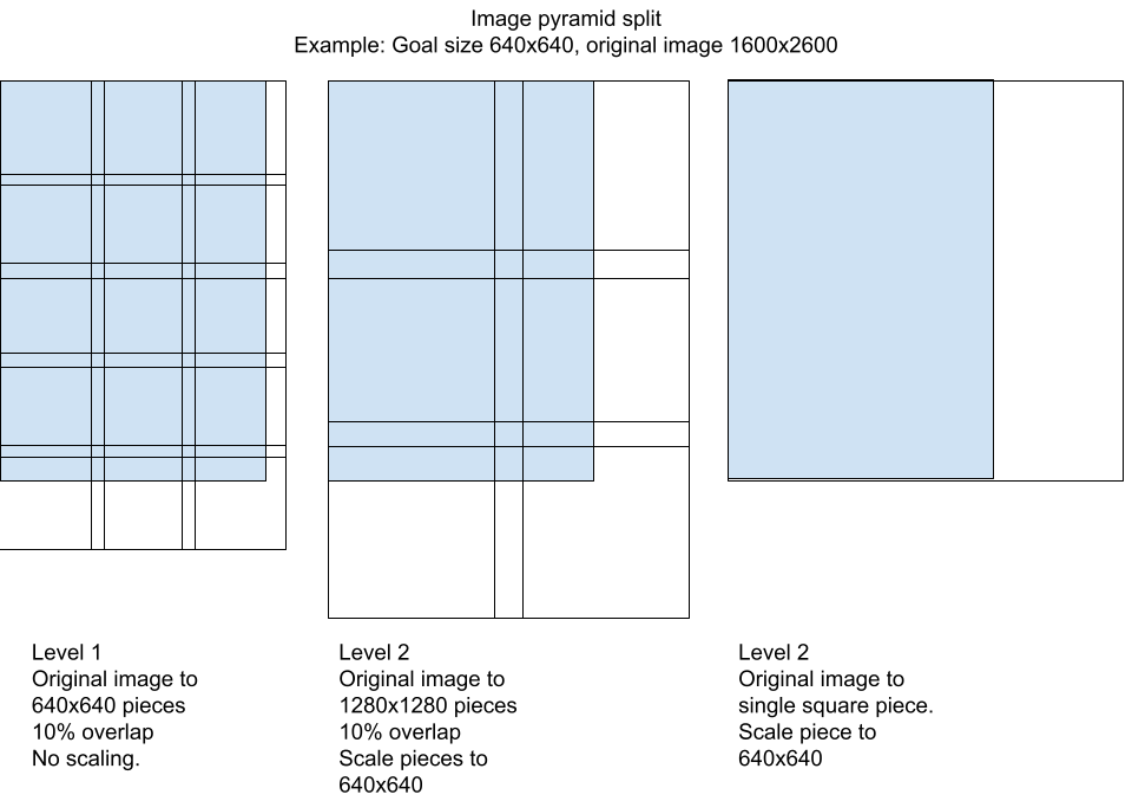 Image pyramid split
Example: Goal size 640x640, original image 1600x2600
Level 1
Original image to
640x640 pieces
10% overlap
No scaling.
Level 2
Original image to
1280x1280 pieces
10% overlap
Scale pieces to
640x640
Level 2
Original image to
single square piece.
Scale piece to
640x640